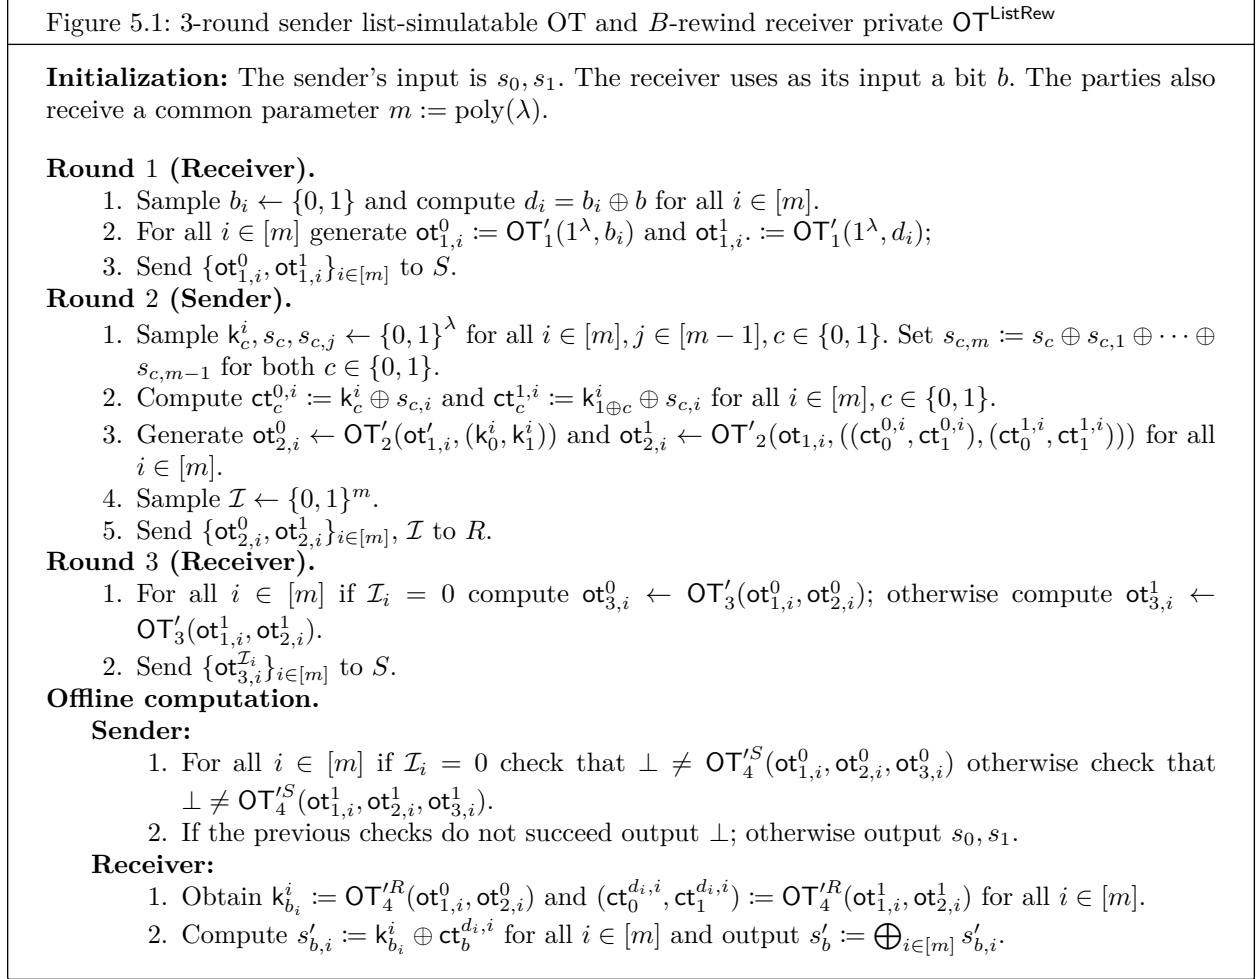 Figure 5.1: 3-round sender list-simulatable OT and B-rewind receiver private OT^ListRew
Initialization: The sender's input is s_0, s_1. The receiver uses as its input a bit b. The parties also
receive a common parameter m := poly(λ).
Round 1 (Receiver).
1. Sample b_i ← {0, 1} and compute d_i = b_i ⊕ b for all i ∈ [m].
2. For all i ∈ [m] generate ot^0_{1,i} := OT′_1(1^λ, b_i) and ot^1_{1,i}. := OT′_1(1^λ, d_i);
3. Send {ot^0_{1,i}, ot^1_{1,i}}_{i∈[m]} to S.
Round 2 (Sender).
1. Sample k^i_c, s_c, s_{c,j} ← {0, 1}^λ for all i ∈ [m], j ∈ [m − 1], c ∈ {0, 1}. Set s_{c,m} := s_c ⊕ s_{c,1} ⊕ ··· ⊕
s_{c,m−1} for both c ∈ {0, 1}.
2. Compute ct^{0,i}_c := k^i_c ⊕ s_{c,i} and ct^{1,i}_c := k^i_{1⊕c} ⊕ s_{c,i} for all i ∈ [m], c ∈ {0, 1}.
3. Generate ot^0_{2,i} ← OT′_2(ot′_{1,i}, (k^i_0, k^i_1)) and ot^1_{2,i} ← OT′_2(ot_{1,i}, ((ct^{0,i}_0, ct^{0,i}_1), (ct^{1,i}_0, ct^{1,i}_1))) for all
i ∈ [m].
4. Sample I ← {0, 1}^m.
5. Send {ot^0_{2,i}, ot^1_{2,i}}_{i∈[m]}, I to R.
Round 3 (Receiver).
1. For all i ∈ [m] if I_i = 0 compute ot^0_{3,i} ← OT′_3(ot^0_{1,i}, ot^0_{2,i}); otherwise compute ot^1_{3,i} ←
OT′_3(ot^1_{1,i}, ot^1_{2,i}).
2. Send {ot^{I_i}_{3,i}}_{i∈[m]} to S.
Offline computation.
Sender:
1. For all i ∈ [m] if I_i = 0 check that ⊥ ≠ OT′^S_4(ot^0_{1,i}, ot^0_{2,i}, ot^0_{3,i}) otherwise check that
⊥ ≠ OT′^S_4(ot^1_{1,i}, ot^1_{2,i}, ot^1_{3,i}).
2. If the previous checks do not succeed output ⊥; otherwise output s_0, s_1.
Receiver:
1. Obtain k^i_{b_i} := OT′^R_4(ot^0_{1,i}, ot^0_{2,i}) and (ct^{d_i,i}_0, ct^{d_i,i}_1) := OT′^R_4(ot^1_{1,i}, ot^1_{2,i}) for all i ∈ [m].
2. Compute s′_{b,i} := k^i_{b_i} ⊕ ct^{d_i,i}_b for all i ∈ [m] and output s′_b := ⊕_{i∈[m]} s′_{b,i}.